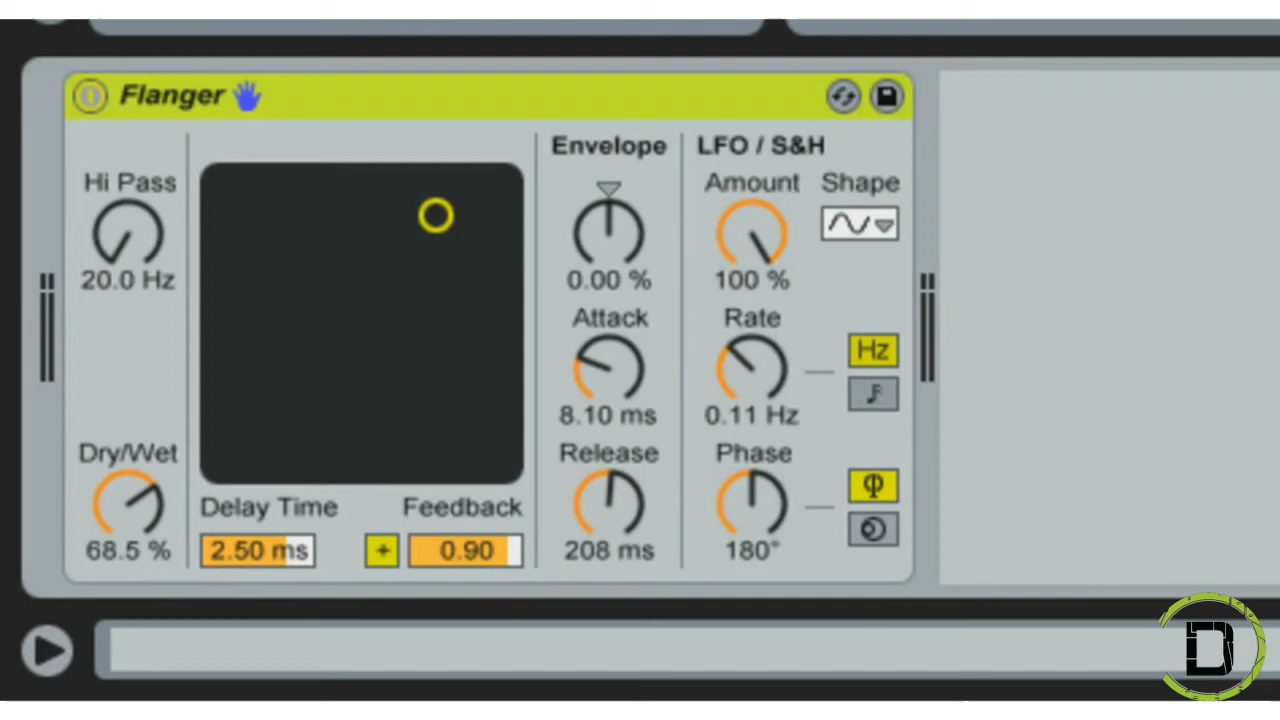 Flanger
Envelope
LFO / S&H
Hi Pass
Amount
Shape
20.0 Hz
0.00 %
100 %
Attack
Rate
Hz
8.10 ms
0.11 Hz
Dry/Wet
Release
Phase
Φ
Delay Time
Feedback
68.5 %
2.50 ms
+
0.90
208 ms
180°
D